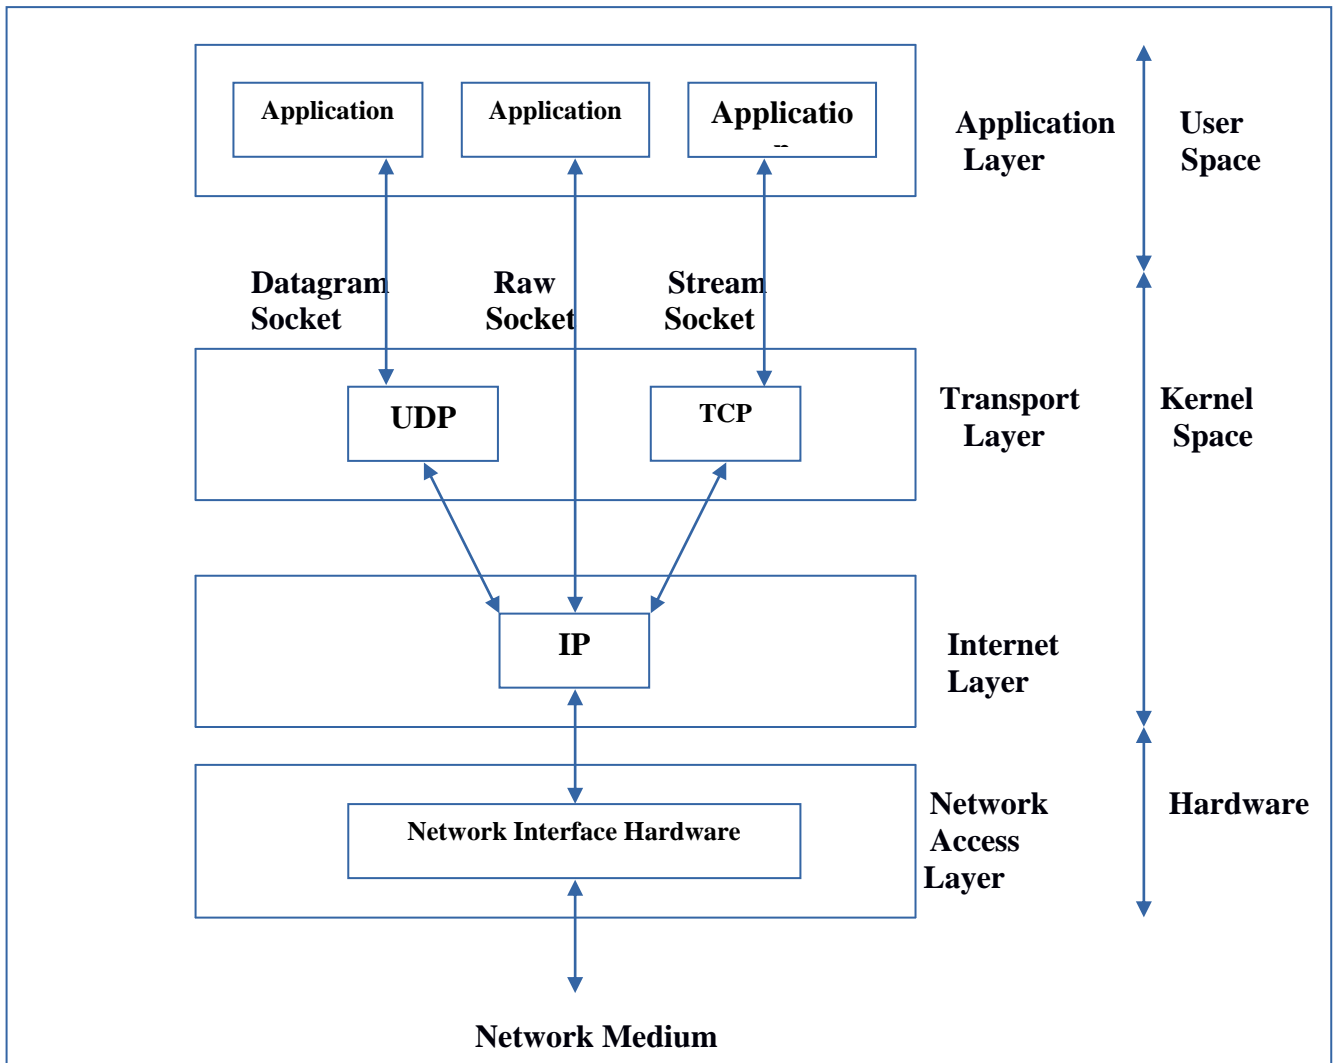 Application
Application
Applicatio
Application
Layer
User
Space
Datagram
Socket
Raw
Socket
Stream
Socket
UDP
TCP
Transport
Layer
Kernel
Space
IP
Internet
Layer
Network Interface Hardware
Network
Access
Layer
Hardware
Network Medium